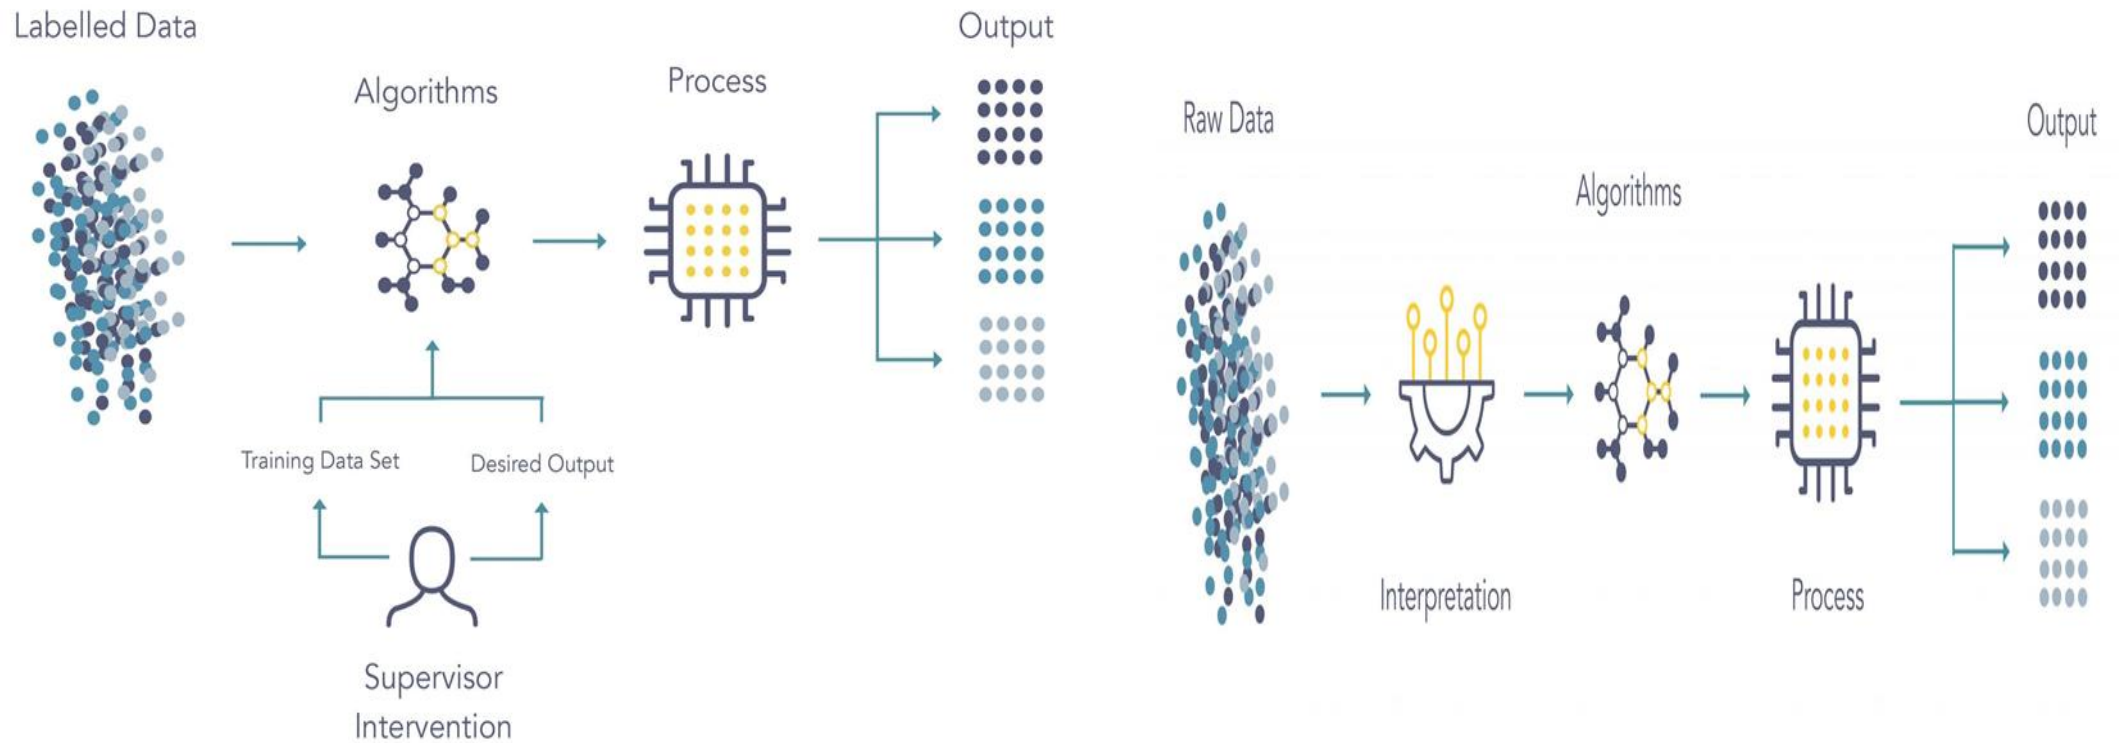 Labelled Data
Algorithms
Process
Output
Training Data Set
Desired Output
Supervisor
Intervention
Raw Data
Interpretation
Algorithms
Process
Output